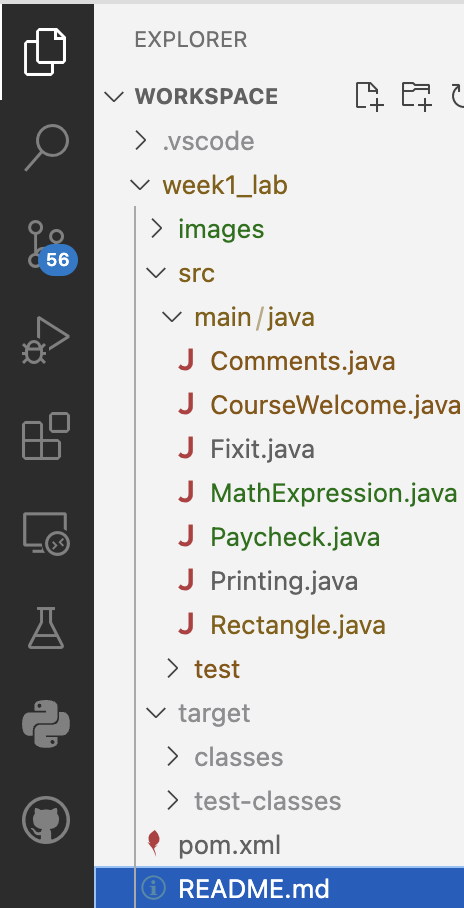 EXPLORER
WORKSPACE
.vscode
week1_lab
56
images
src
main/java
Comments.java
CourseWelcome.java
Fixit.java
MathExpression.java
Paycheck.java
Printing.java
Rectangle.java
test
target
classes
test-classes
pom.xml
README.md